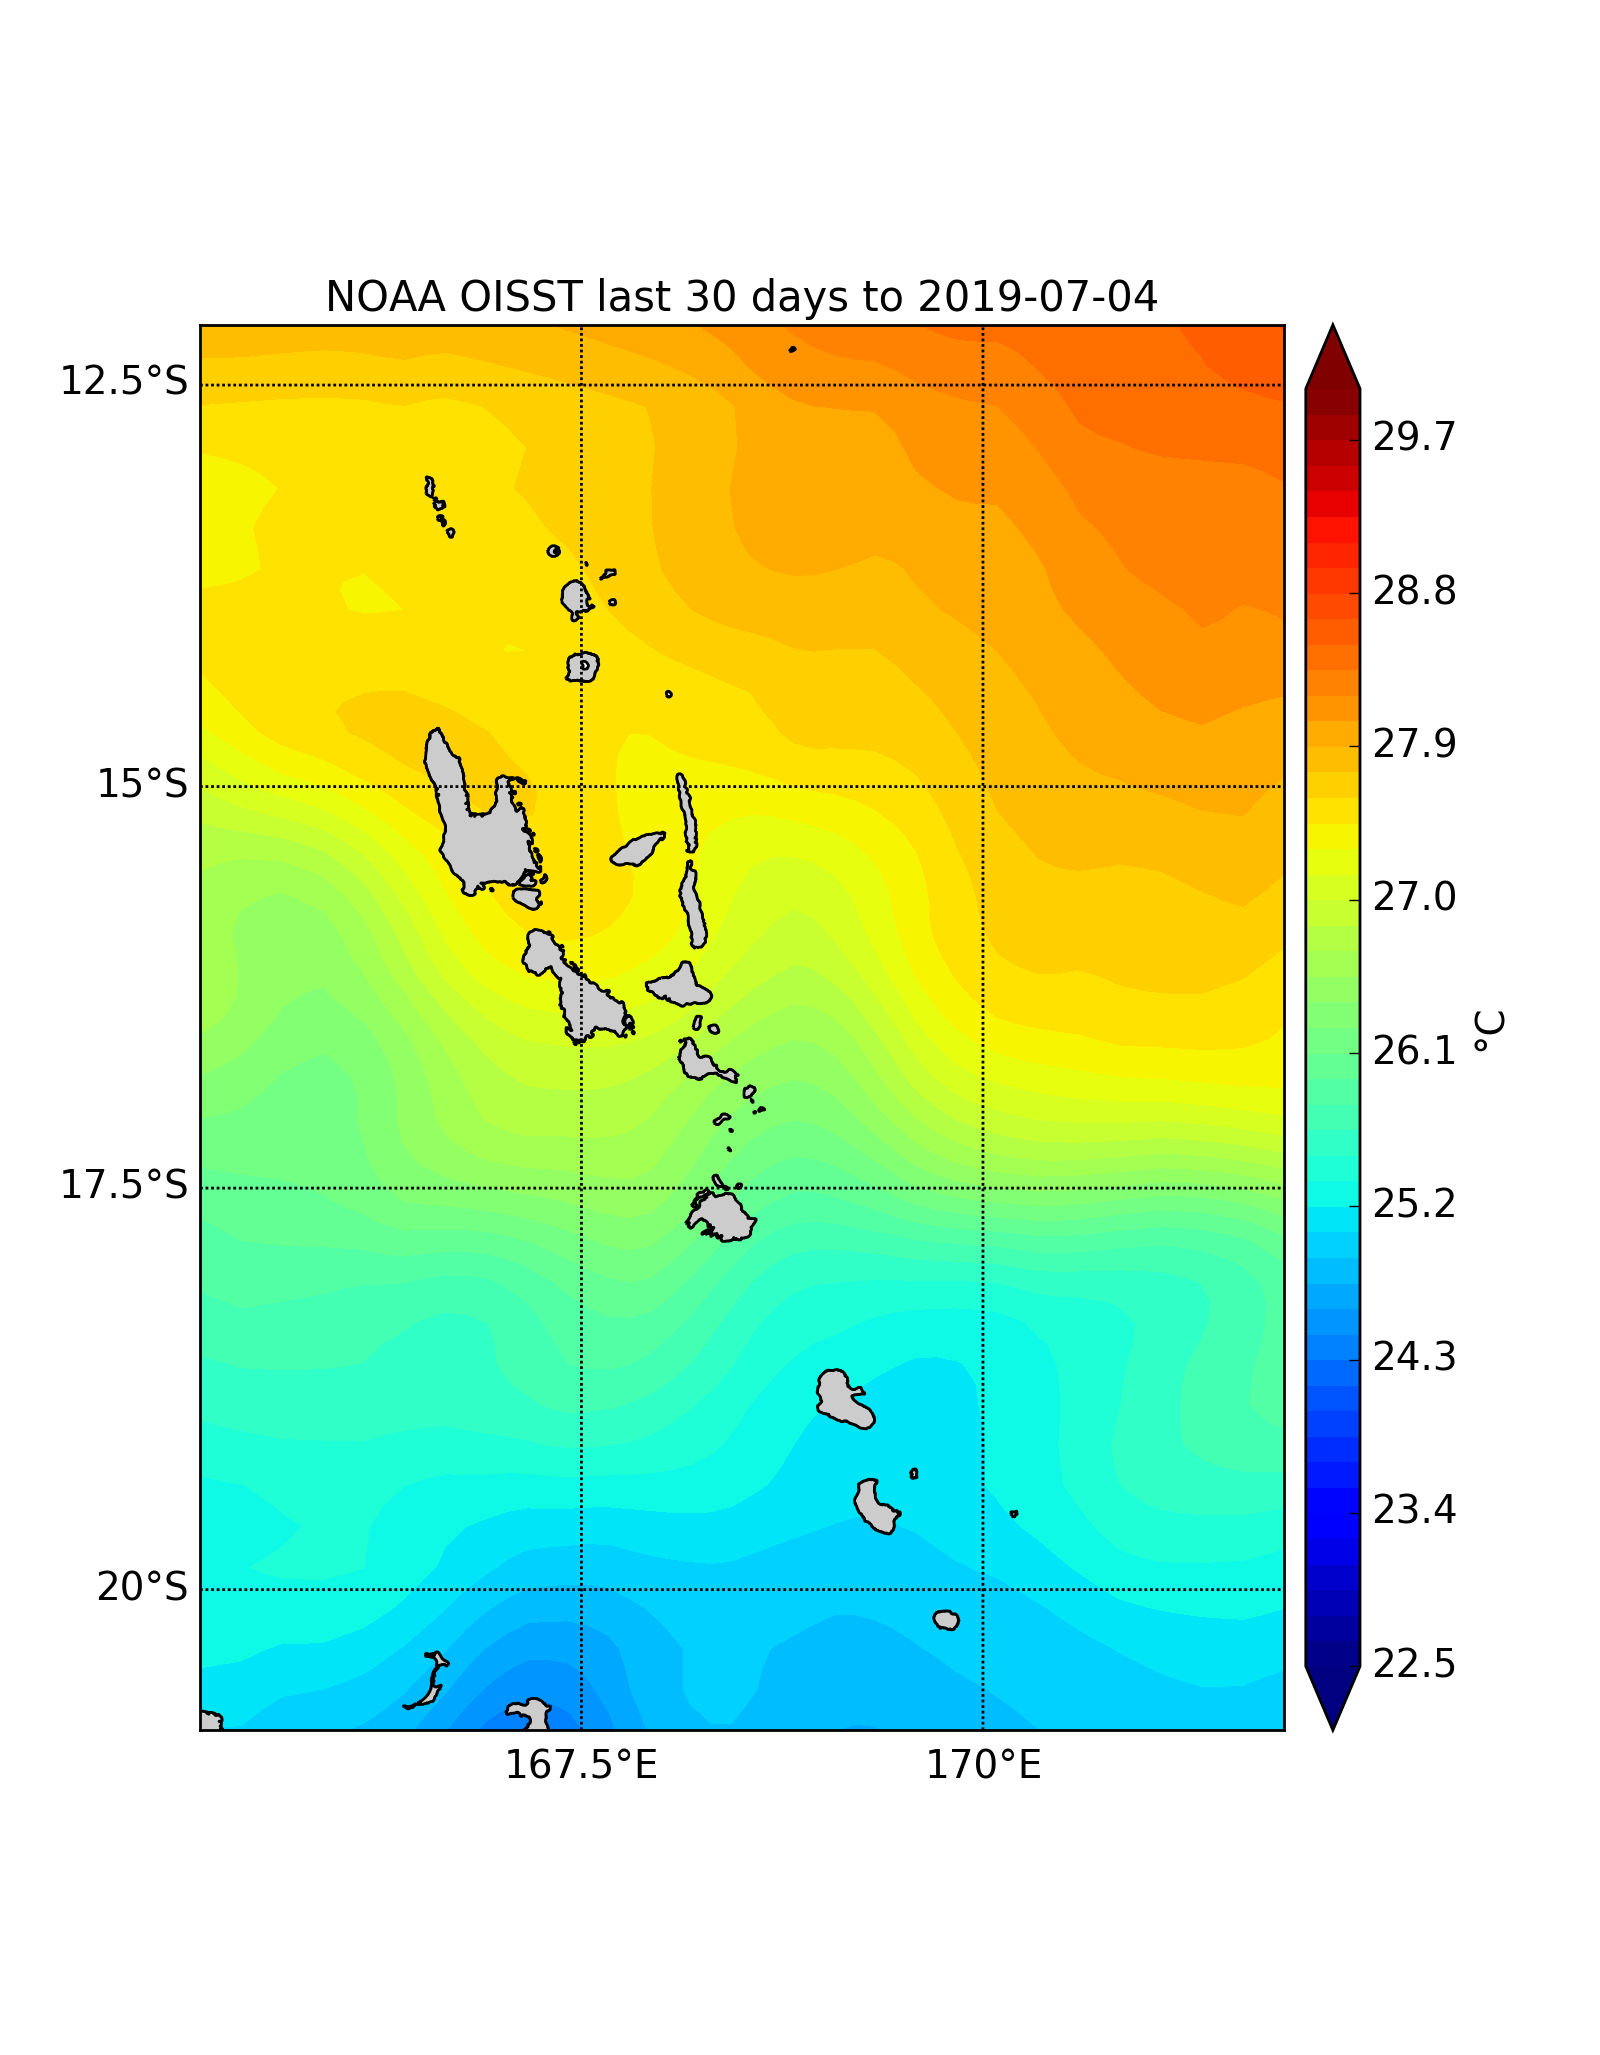 NOAA OISST last 30 days to 2019-07-04
12.5°S
15°S
17.5°S
20°S
167.5°E
170°E
29.7
28.8
27.9
27.0
26.1
25.2
24.3
23.4
22.5
°C